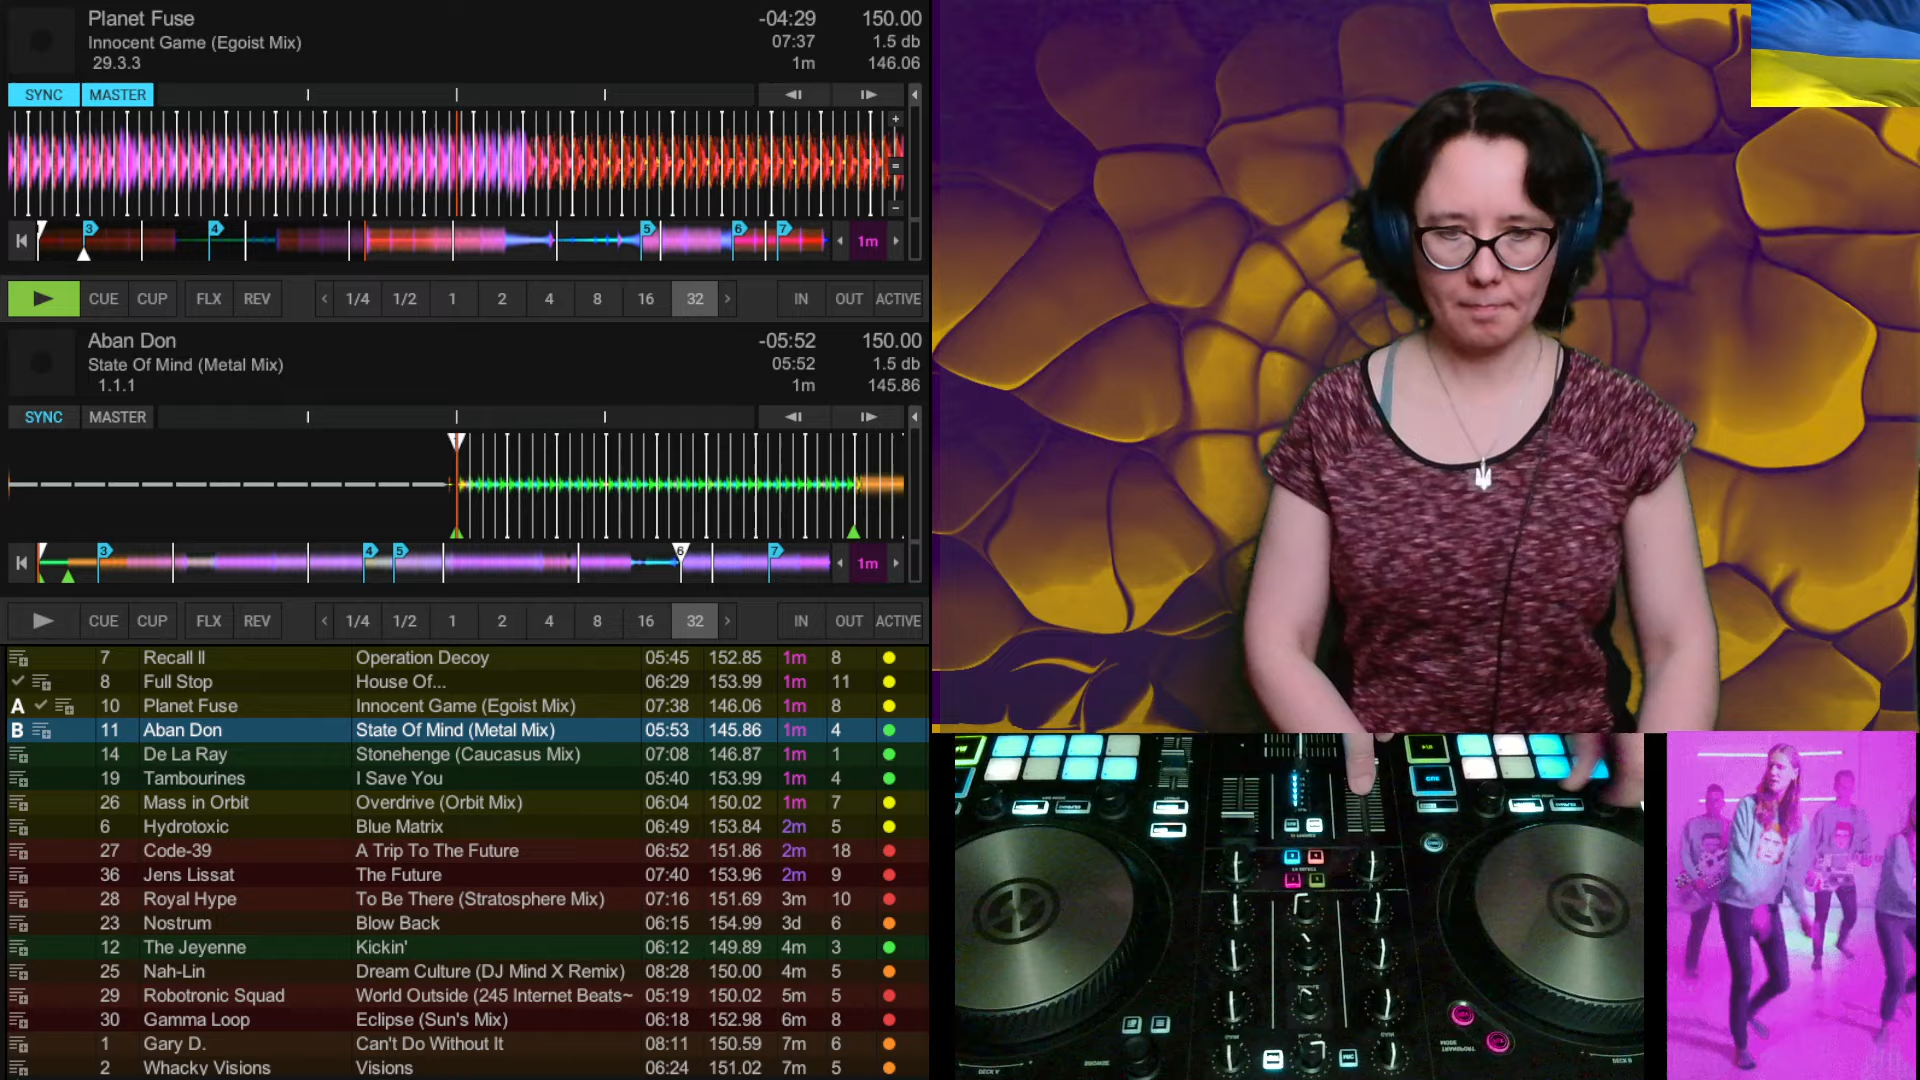 Planet Fuse -04:29 150.00
Innocent Game (Egoist Mix) 07:37 1.5 db
29.3.3 1m 146.06
SYNC MASTER
3 4 5 6 7 1m
CUE CUP FLX REV 1/4 1/2 1 2 4 8 16 32 IN OUT ACTIVE
Aban Don -05:52 150.00
State Of Mind (Metal Mix) 05:52 1.5 db
1.1.1 1m 145.86
SYNC MASTER
3 4 5 6 7 1m
CUE CUP FLX REV 1/4 1/2 1 2 4 8 16 32 IN OUT ACTIVE
7 Recall II Operation Decoy 05:45 152.85 1m 8
8 Full Stop House Of... 06:29 153.99 1m 11
A 10 Planet Fuse Innocent Game (Egoist Mix) 07:38 146.06 1m 8
B 11 Aban Don State Of Mind (Metal Mix) 05:53 145.86 1m 4
14 De La Ray Stonehenge (Caucasus Mix) 07:08 146.87 1m 1
19 Tambourines I Save You 05:40 153.99 1m 4
26 Mass in Orbit Overdrive (Orbit Mix) 06:04 150.02 1m 7
6 Hydrotoxic Blue Matrix 06:49 153.84 2m 5
27 Code-39 A Trip To The Future 06:52 151.86 2m 18
36 Jens Lissat The Future 07:40 153.96 2m 9
28 Royal Hype To Be There (Stratosphere Mix) 07:16 151.69 3m 10
23 Nostrum Blow Back 06:15 154.99 3d 6
12 The Jeyenne Kickin' 06:12 149.89 4m 3
25 Nah-Lin Dream Culture (DJ Mind X Remix) 08:28 150.00 4m 5
29 Robotronic Squad World Outside (245 Internet Beats~ 05:19 150.02 5m 5
30 Gamma Loop Eclipse (Sun's Mix) 06:18 152.98 6m 8
1 Gary D. Can't Do Without It 08:11 150.59 7m 6
2 Whacky Visions Visions 06:24 151.02 7m 5